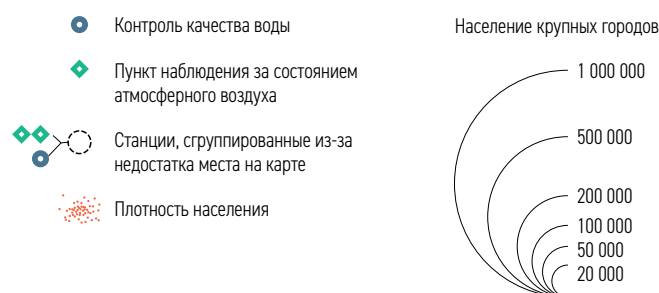 Контроль качества воды
Пункт наблюдения за состоянием
атмосферного воздуха
Станции, сгруппированные из-за
недостатка места на карте
Плотность населения
Население крупных городов
1 000 000
500 000
200 000
100 000
50 000
20 000